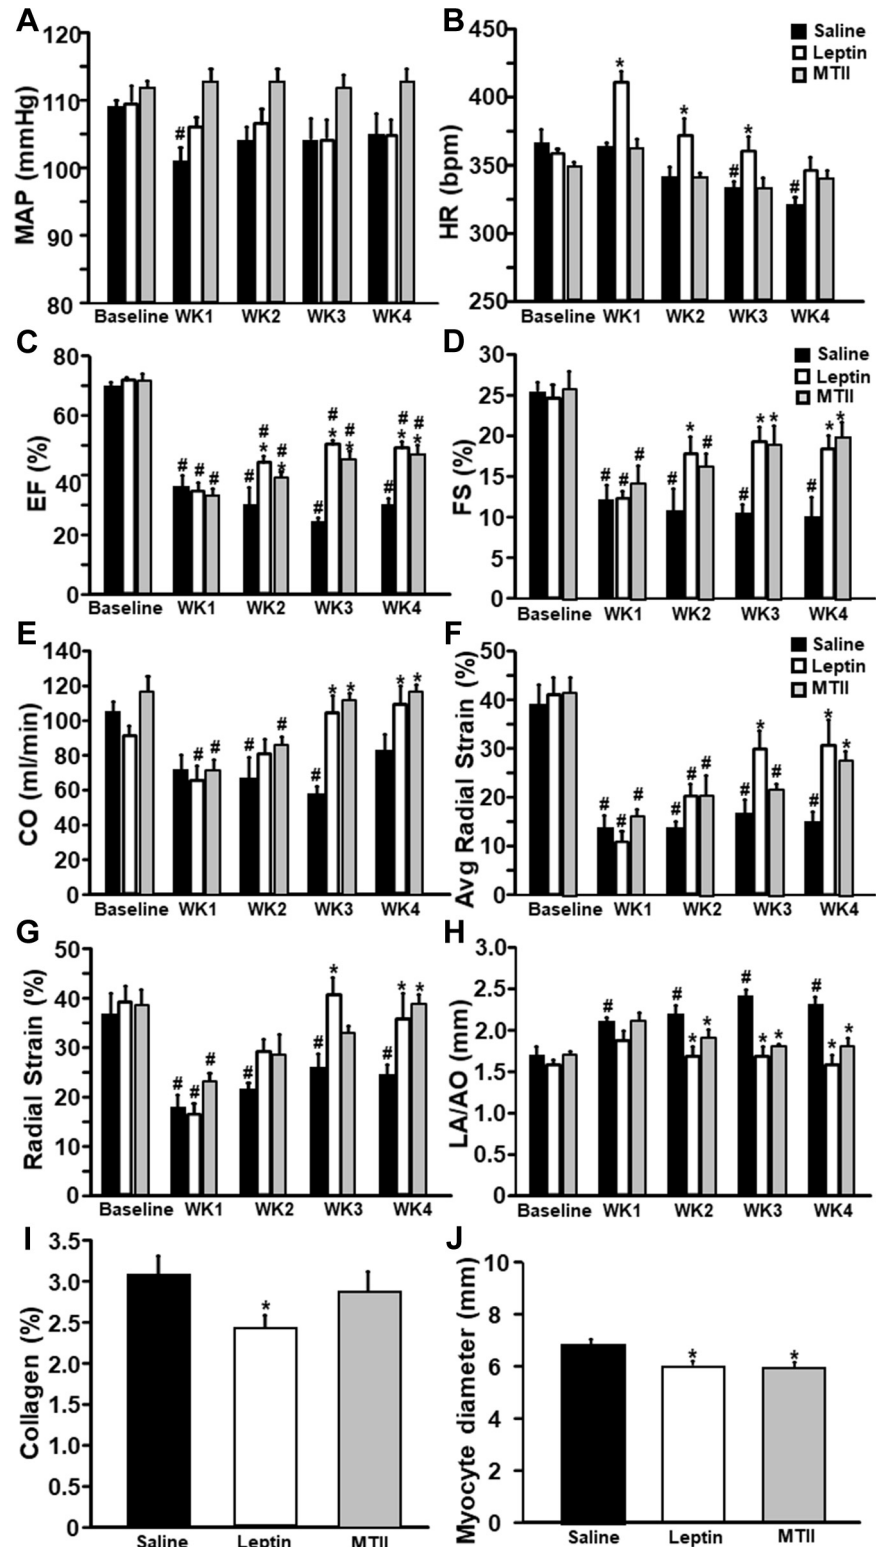 A
MAP (mmHg)
120
110
100
90
80
#
Baseline WK1 WK2 WK3 WK4
B
HR (bpm)
450
400
350
300
250
Saline
Leptin
MTII
*
*
*
#
#
Baseline WK1 WK2 WK3 WK4
C
EF (%)
80
60
40
20
0
# # #
# # * # *
# # * # *
# # * # *
Baseline WK1 WK2 WK3 WK4
D
FS (%)
30
25
20
15
10
5
0
Saline
Leptin
MTII
# # #
# * #
# * *
# * *
Baseline WK1 WK2 WK3 WK4
E
CO (ml/min)
140
120
100
80
60
40
20
0
# #
# #
# * *
* *
Baseline WK1 WK2 WK3 WK4
F
Avg Radial Strain (%)
50
40
30
20
10
0
Saline
Leptin
MTII
# # #
# # #
# * #
# * *
Baseline WK1 WK2 WK3 WK4
G
Radial Strain (%)
50
40
30
20
10
0
# # #
#
# *
# * *
Baseline WK1 WK2 WK3 WK4
H
LA/AO (mm)
3.0
2.5
2.0
1.5
1.0
0.5
0
#
# * *
# * *
# * *
Baseline WK1 WK2 WK3 WK4
I
Collagen (%)
3.5
3.0
2.5
2.0
1.5
1.0
0.5
0
*
Saline Leptin MTII
J
Myocyte diameter (mm)
10
8
6
4
2
0
* *
Saline Leptin MTII